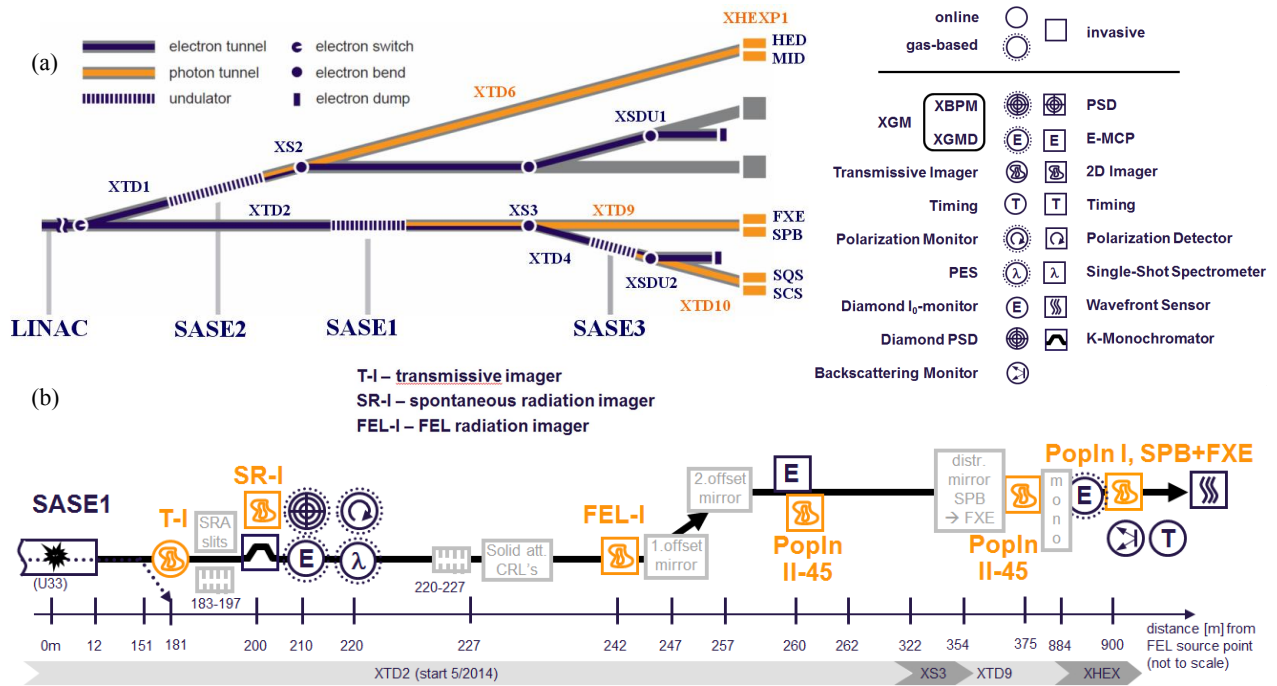 (a)
electron tunnel
photon tunnel
undulator
electron switch
electron bend
electron dump
XHEXP1
HED
MID
XTD6
XSDU1
XS2
XTD1
XTD2
XS3
XTD9
FXE
SPB
XTD4
XSDU2
SQS
SCS
XTD10
LINAC
SASE2
SASE1
SASE3
online
gas-based
invasive
XGM
XBPM
XGMD
PSD
E
E
E-MCP
Transmissive Imager
2D Imager
Timing
T
T
Timing
Polarization Monitor
Polarization Detector
PES
λ
λ
Single-Shot Spectrometer
Diamond I₀-monitor
E
Wavefront Sensor
Diamond PSD
K-Monochromator
Backscattering Monitor
T-I – transmissive imager
SR-I – spontaneous radiation imager
FEL-I – FEL radiation imager
(b)
SASE1
(U33)
T-I
SRA
slits
183-197
SR-I
E
λ
220-227
Solid att.
CRL's
FEL-I
1.offset
mirror
2.offset
mirror
E
PopIn
II-45
distr.
mirror
SPB
→ FXE
PopIn
II-45
m
o
n
o
E
PopIn I, SPB+FXE
T
0m 12 151 181 200 210 220 227 242 247 257 260 262 322 354 375 884 900
distance [m] from
FEL source point
(not to scale)
XTD2 (start 5/2014)
XS3
XTD9
XHEX